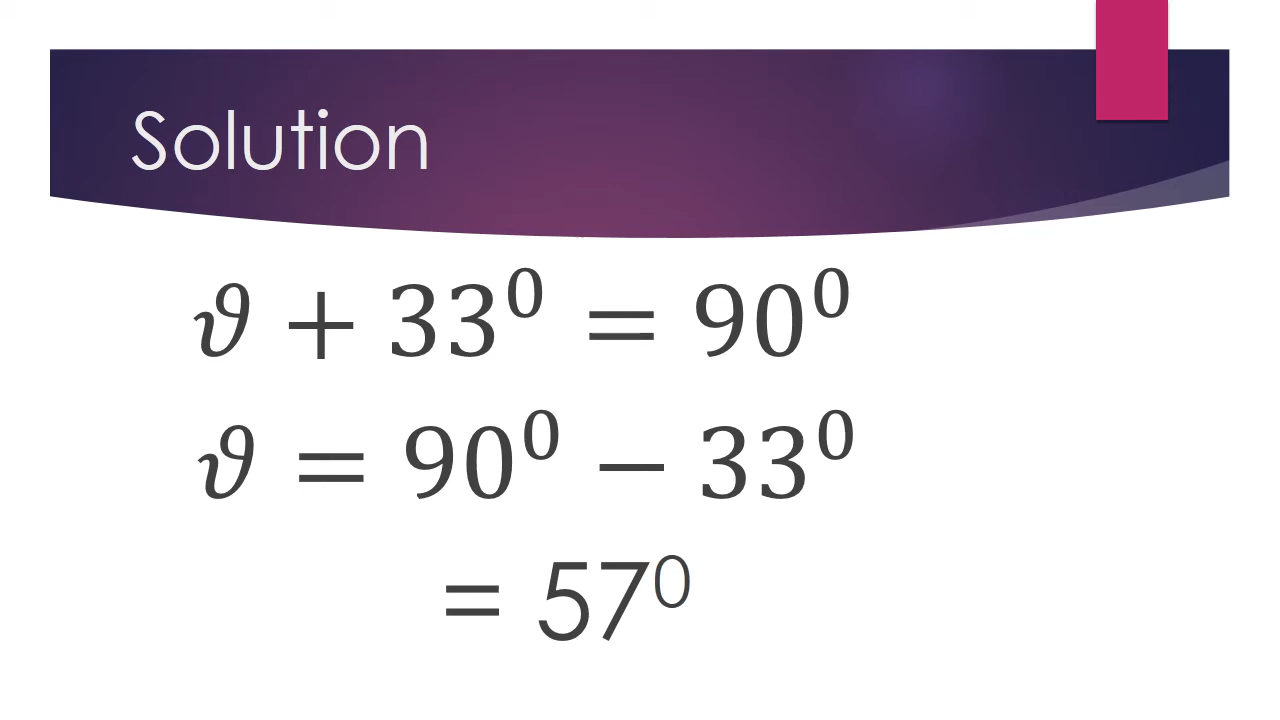 Solution
ϑ + 33⁰ = 90⁰
ϑ = 90⁰ − 33⁰
= 57⁰